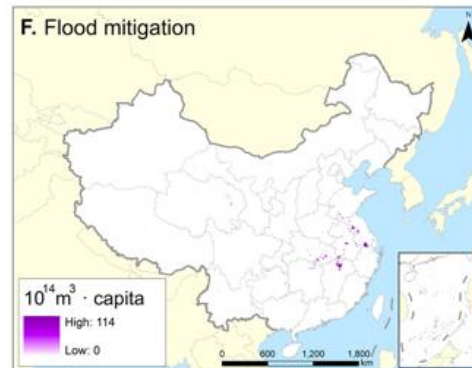 F. Flood mitigation
N
10¹⁴m³ · capita
High: 114
Low: 0
0 600 1,200 1,800
km